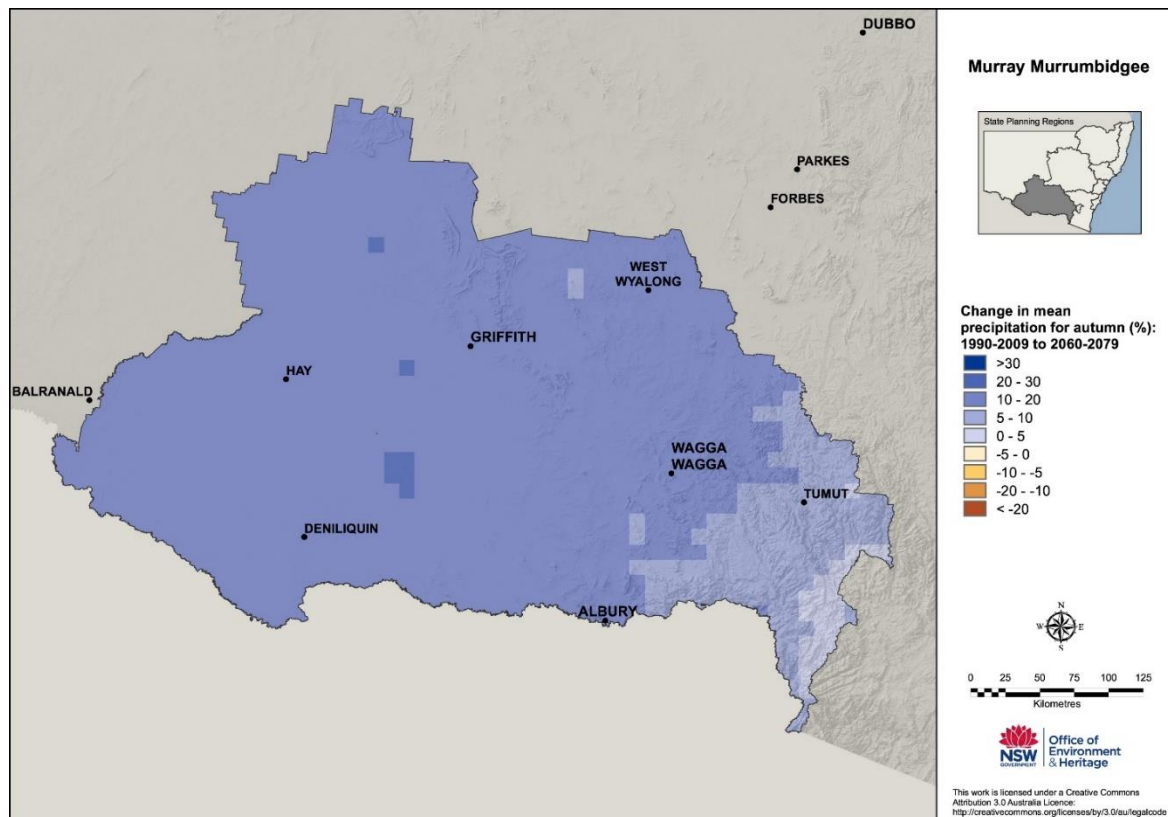 DUBBO
PARKES
FORBES
WEST
WYALONG
GRIFFITH
HAY
BALRANALD
WAGGA
WAGGA
TUMUT
DENILIQUIN
ALBURY
Murray Murrumbidgee
State Planning Regions
Change in mean
precipitation for autumn (%):
1990-2009 to 2060-2079
>30
20 - 30
10 - 20
5 - 10
0 - 5
-5 - 0
-10 - -5
-20 - -10
< -20
N
W E
S
0 25 50 75 100 125
Kilometres
NSW
GOVERNMENT
Office of
Environment
& Heritage
This work is licensed under a Creative Commons
Attribution 3.0 Australia Licence:
http://creativecommons.org/licenses/by/3.0/au/legalcode